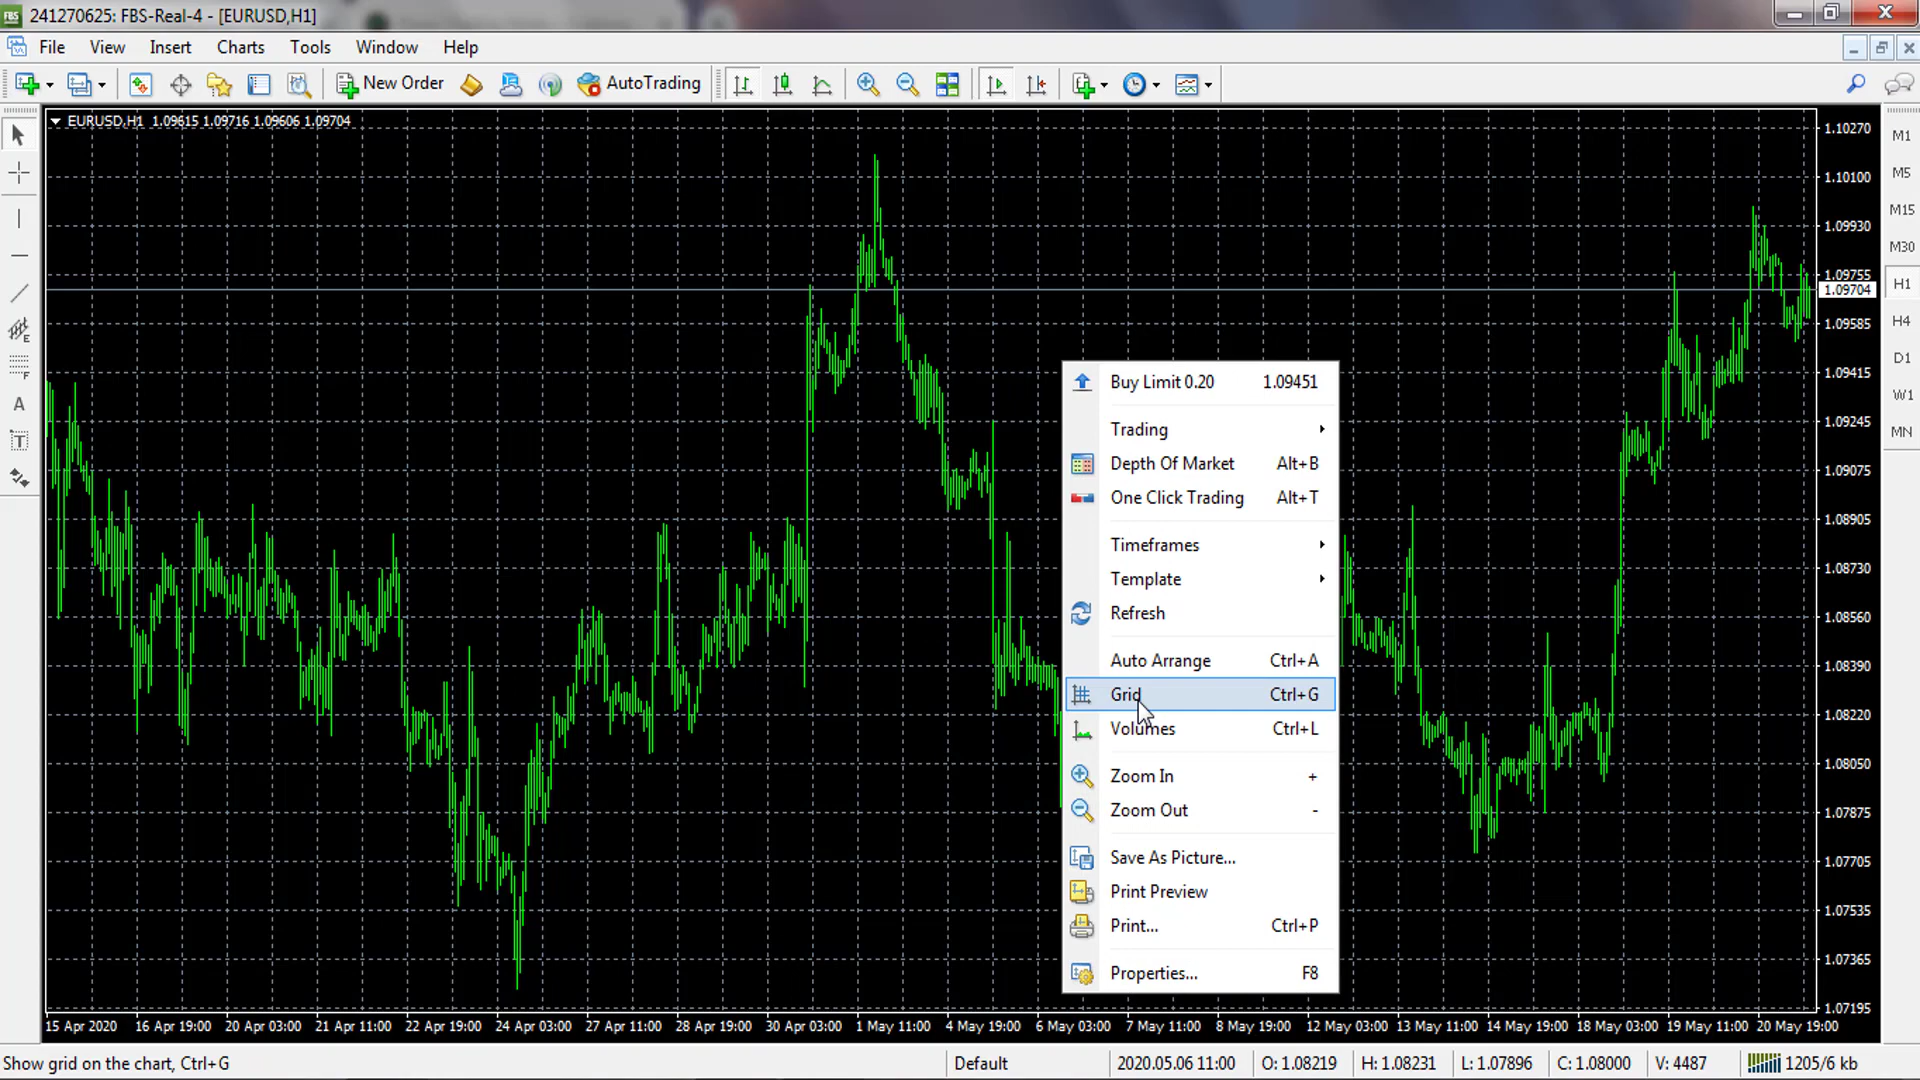 FBS 241270625: FBS-Real-4 - [EURUSD,H1]
File View Insert Charts Tools Window Help
New Order AutoTrading
EURUSD,H1 1.09615 1.09716 1.09606 1.09704
1.10270
1.10100
1.09930
1.09755
1.09704
1.09585
1.09415
1.09245
1.09075
1.08905
1.08730
1.08560
1.08390
1.08220
1.08050
1.07875
1.07705
1.07535
1.07365
1.07195
M1
M5
M15
M30
H1
H4
D1
W1
MN
E
F
A
T
Buy Limit 0.20 1.09451
Trading
Depth Of Market Alt+B
One Click Trading Alt+T
Timeframes
Template
Refresh
Auto Arrange Ctrl+A
Grid Ctrl+G
Volumes Ctrl+L
Zoom In +
Zoom Out -
Save As Picture...
Print Preview
Print... Ctrl+P
Properties... F8
15 Apr 2020 16 Apr 19:00 20 Apr 03:00 21 Apr 11:00 22 Apr 19:00 24 Apr 03:00 27 Apr 11:00 28 Apr 19:00 30 Apr 03:00 1 May 11:00 4 May 19:00 6 May 03:00 7 May 11:00 8 May 19:00 12 May 03:00 13 May 11:00 14 May 19:00 18 May 03:00 19 May 11:00 20 May 19:00
Show grid on the chart, Ctrl+G Default 2020.05.06 11:00 O: 1.08219 H: 1.08231 L: 1.07896 C: 1.08000 V: 4487 1205/6 kb